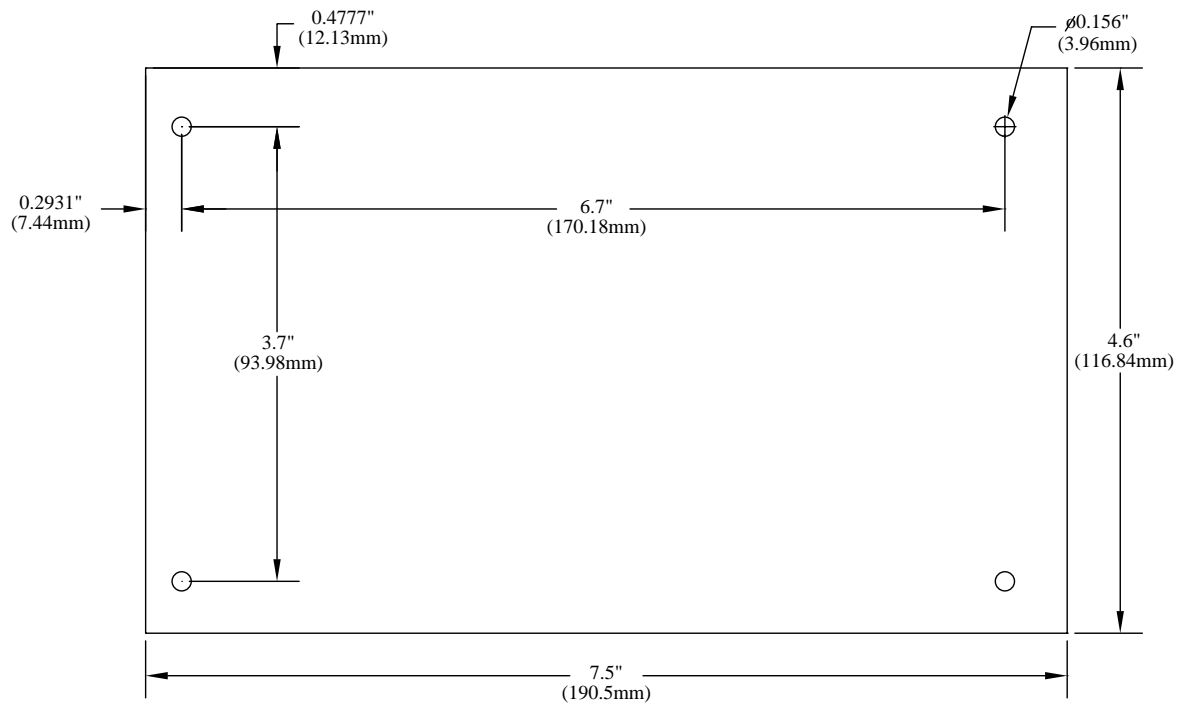 0.4777"
(12.13mm)
ø0.156"
(3.96mm)
0.2931"
(7.44mm)
6.7"
(170.18mm)
3.7"
(93.98mm)
4.6"
(116.84mm)
7.5"
(190.5mm)